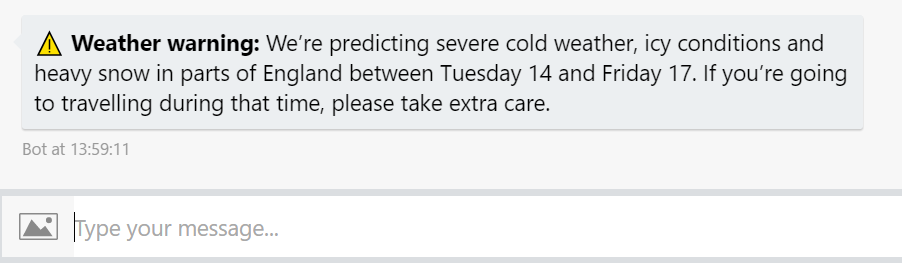 ⚠ Weather warning: We’re predicting severe cold weather, icy conditions and
heavy snow in parts of England between Tuesday 14 and Friday 17. If you’re going
to travelling during that time, please take extra care.
Bot at 13:59:11
Type your message...